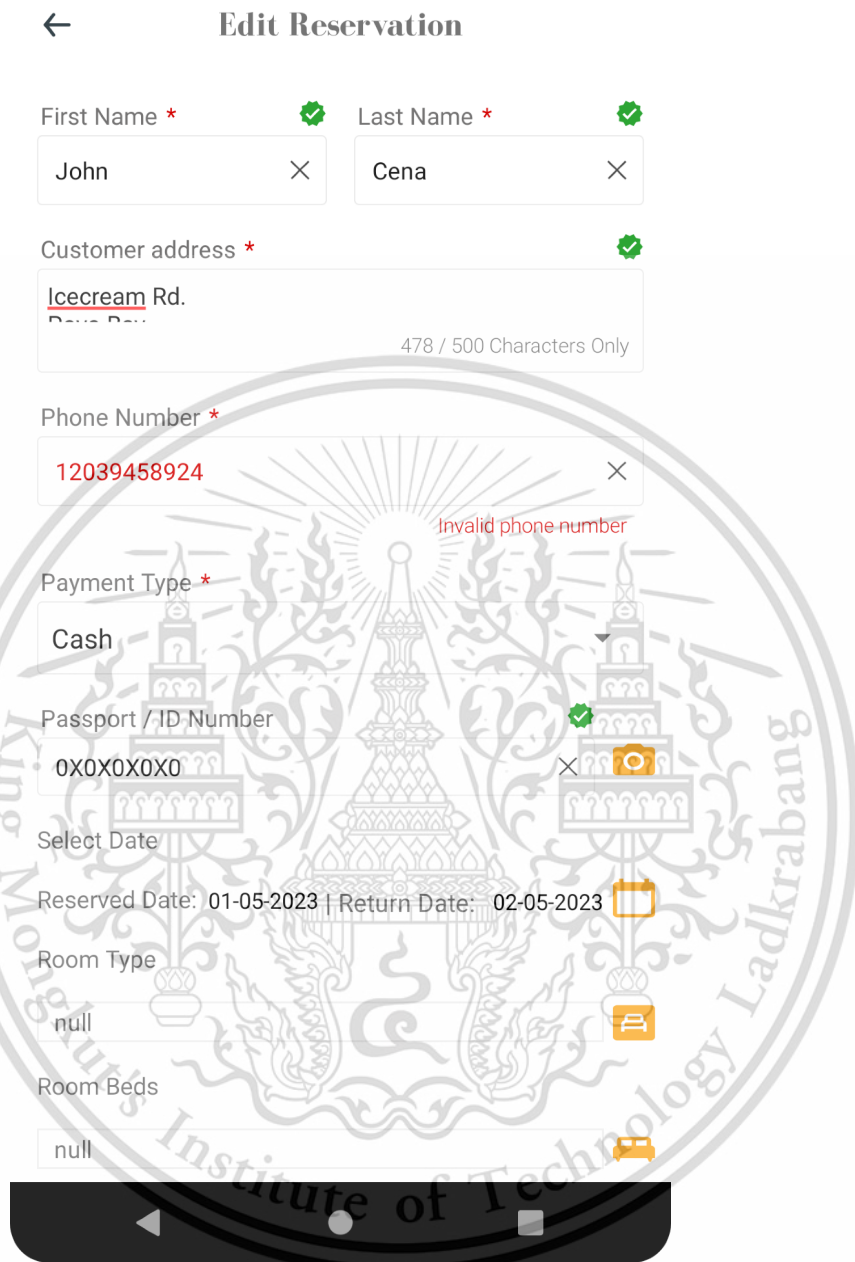 Edit Reservation
First Name *
Last Name *
John
Cena
Customer address *
Icecream Rd.
478 / 500 Characters Only
Phone Number *
12039458924
Invalid phone number
Payment Type *
Cash
Passport / ID Number
0X0X0X0X0
Select Date
Reserved Date: 01-05-2023 | Return Date: 02-05-2023
Room Type
null
Room Beds
null
King Mongkut's Institute of Technology Ladkrabang